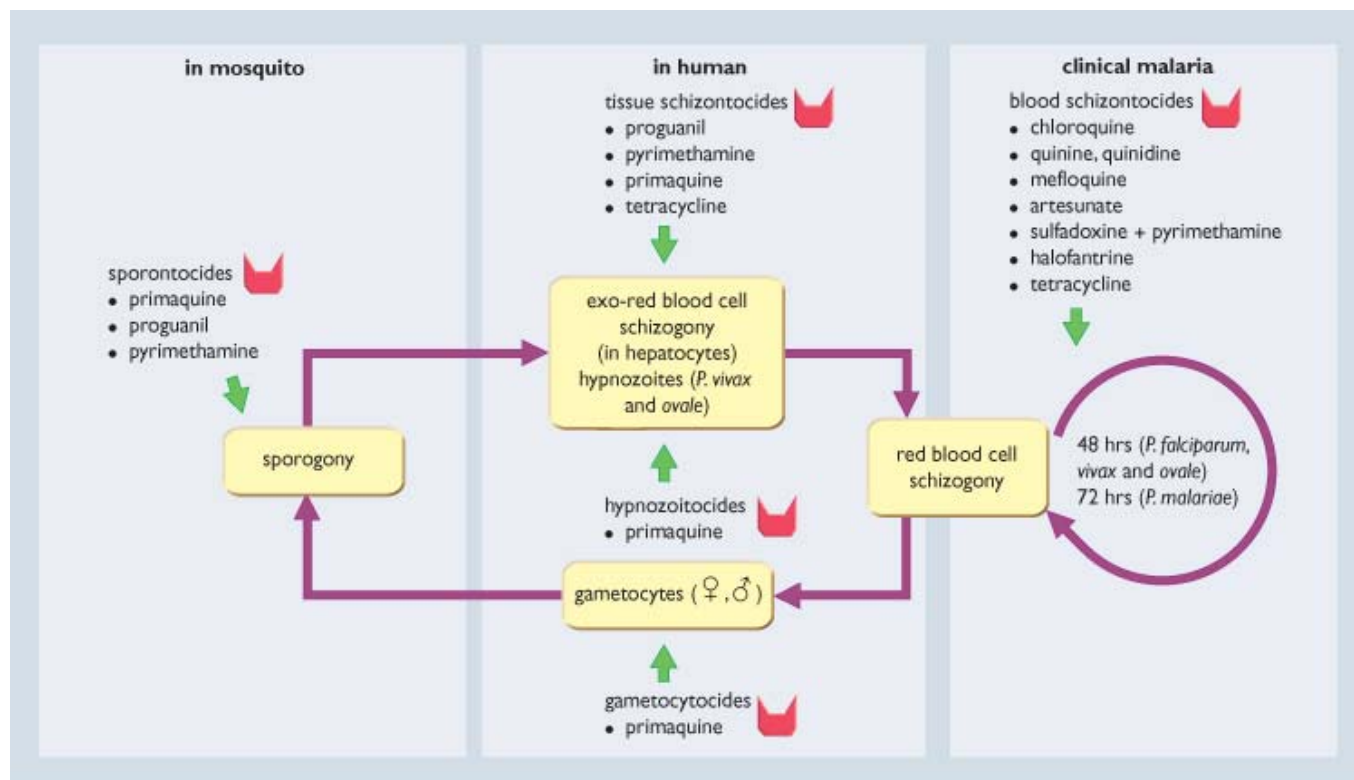 in mosquito
sporontocides
• primaquine
• proguanil
• pyrimethamine
sporogony
in human
tissue schizontocides
• proguanil
• pyrimethamine
• primaquine
• tetracycline
exo-red blood cell
schizogony
(in hepatocytes)
hypnozoites (P. vivax
and ovale)
hypnozoitocides
• primaquine
gametocytes (♀,♂)
gametocytocides
• primaquine
clinical malaria
blood schizontocides
• chloroquine
• quinine, quinidine
• mefloquine
• artesunate
• sulfadoxine + pyrimethamine
• halofantrine
• tetracycline
red blood cell
schizogony
48 hrs (P. falciparum,
vivax and ovale)
72 hrs (P. malariae)